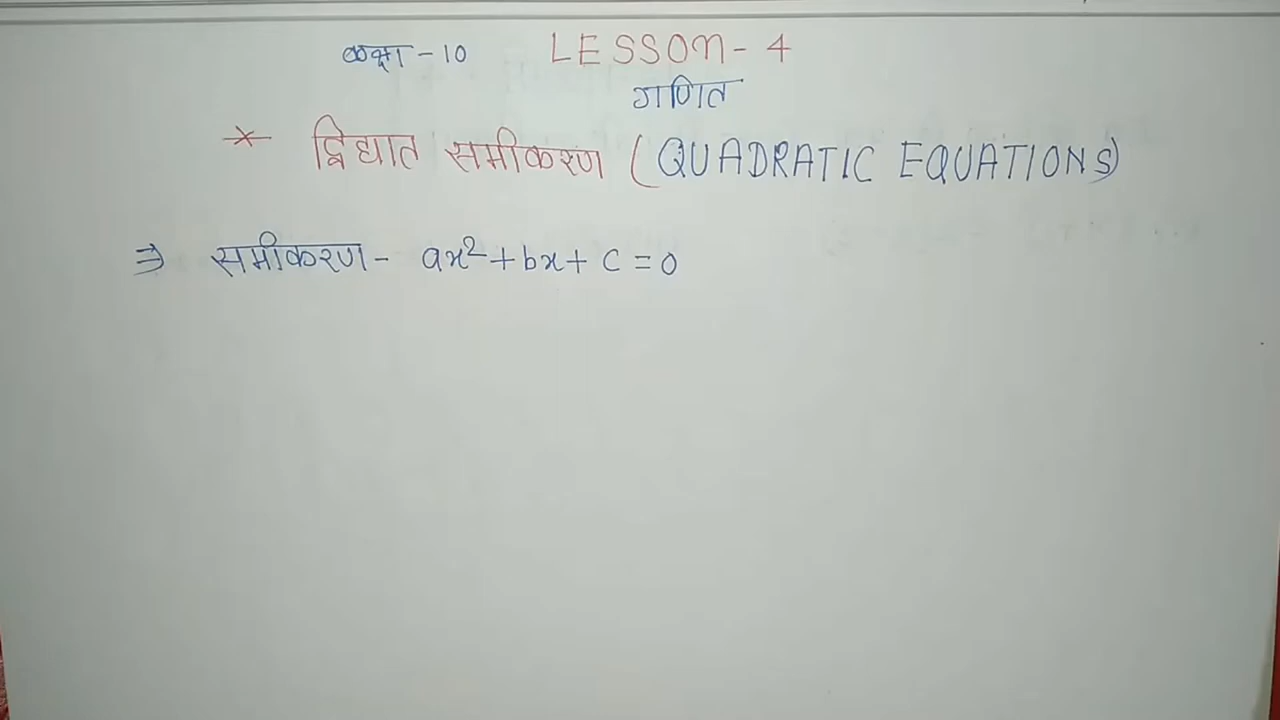 कक्षा - 10 LESSON - 4
गणित
* द्विघात समीकरण (QUADRATIC EQUATIONS)
⇒ समीकरण - ax²+bx+c=0